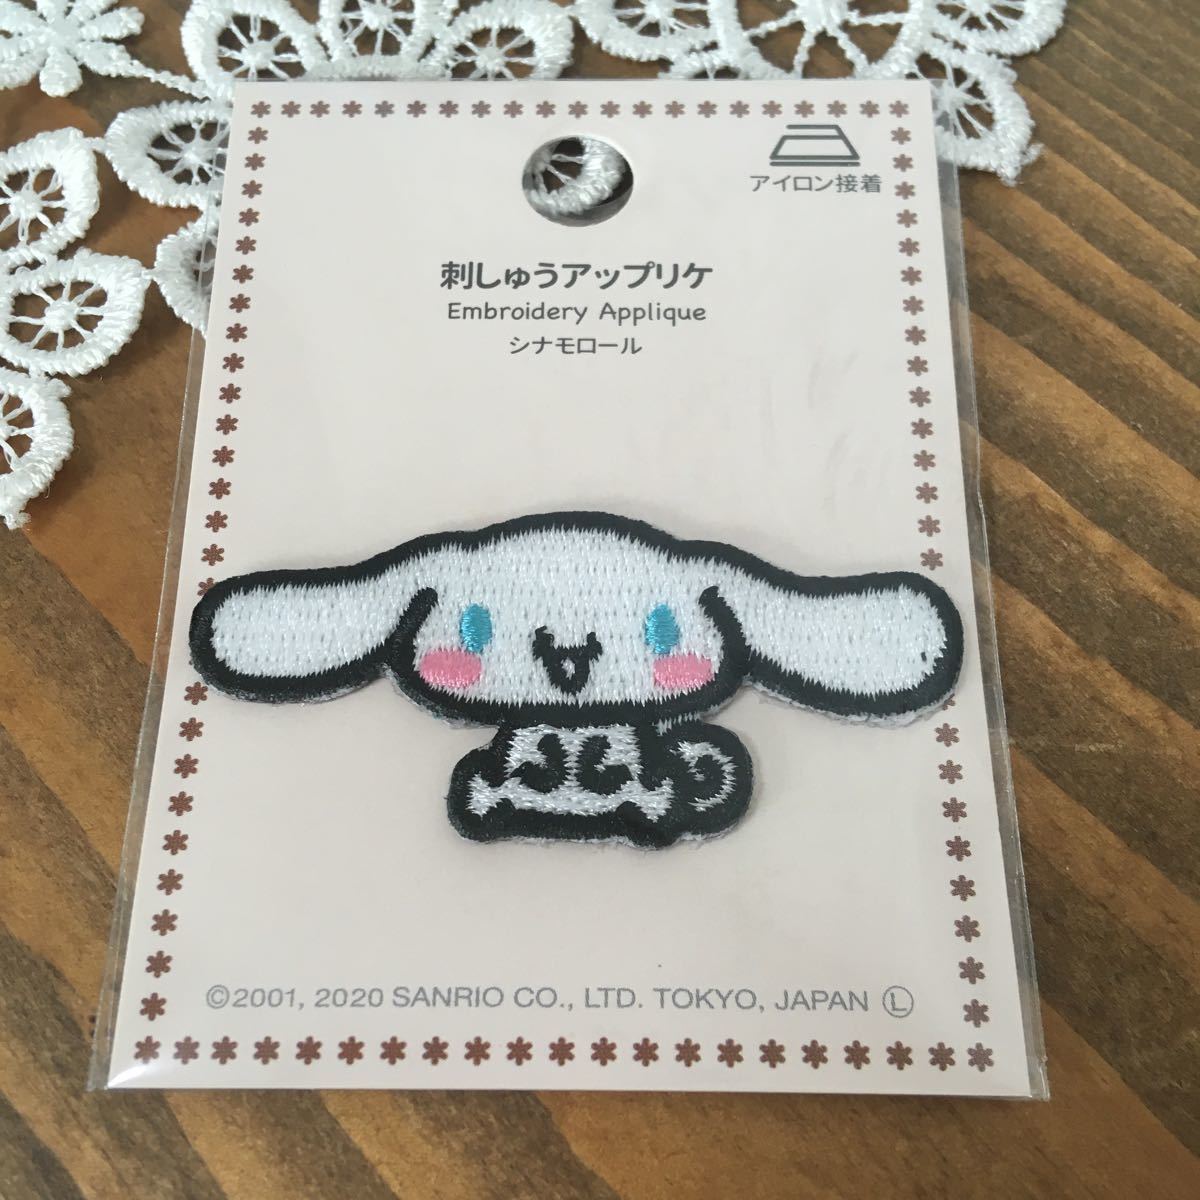 アイロン接着
刺しゅうアップリケ
Embroidery Applique
シナモロール
©2001, 2020 SANRIO CO., LTD. TOKYO, JAPAN Ⓛ